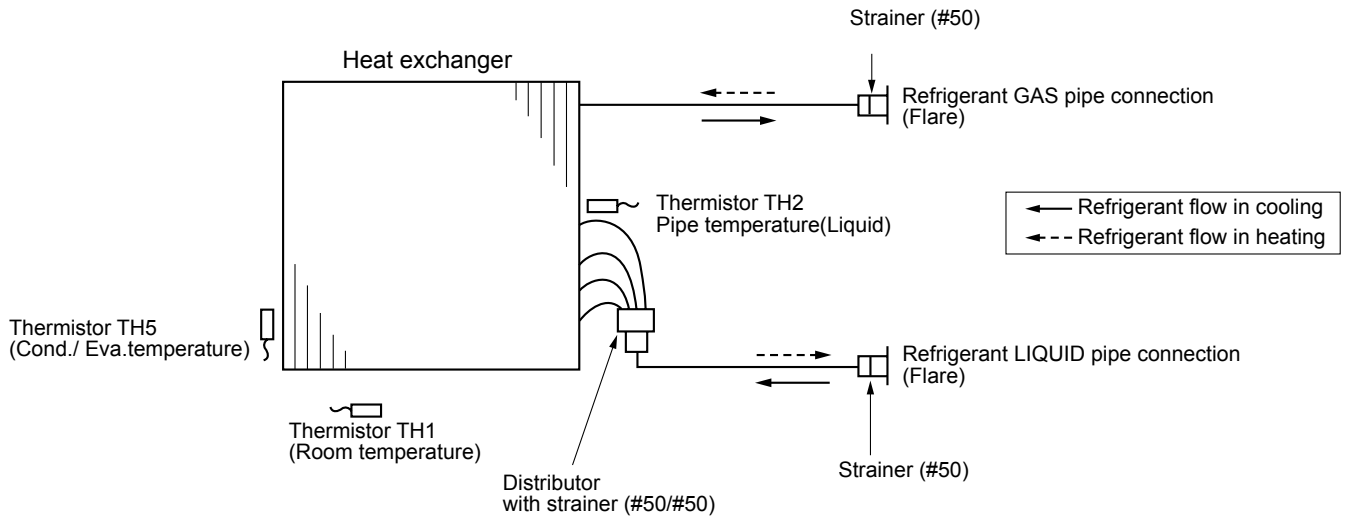 Strainer (#50)
Heat exchanger
Refrigerant GAS pipe connection
(Flare)
Thermistor TH2
Pipe temperature(Liquid)
Refrigerant flow in cooling
Refrigerant flow in heating
Thermistor TH5
(Cond./ Eva.temperature)
Refrigerant LIQUID pipe connection
(Flare)
Thermistor TH1
(Room temperature)
Strainer (#50)
Distributor
with strainer (#50/#50)